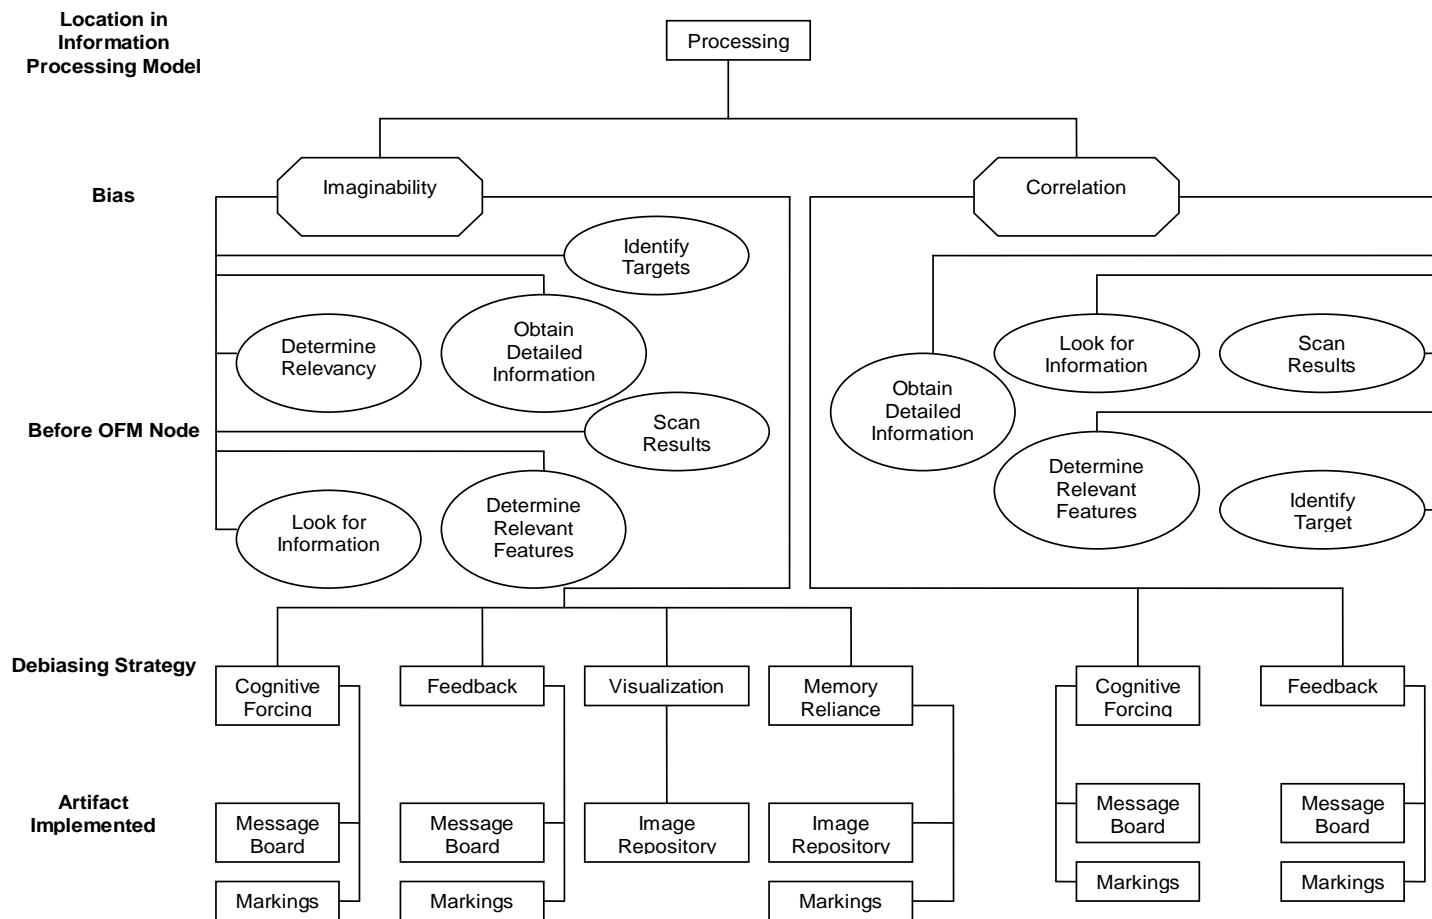 Location in
Information
Processing Model
Processing
Bias
Imaginability
Correlation
Identify
Targets
Obtain
Detailed
Information
Determine
Relevancy
Look for
Information
Scan
Results
Obtain
Detailed
Information
Before OFM Node
Scan
Results
Determine
Relevant
Features
Look for
Information
Determine
Relevant
Features
Identify
Target
Debiasing Strategy
Cognitive
Forcing
Feedback
Visualization
Memory
Reliance
Cognitive
Forcing
Feedback
Artifact
Implemented
Message
Board
Message
Board
Image
Repository
Image
Repository
Message
Board
Message
Board
Markings
Markings
Markings
Markings
Markings